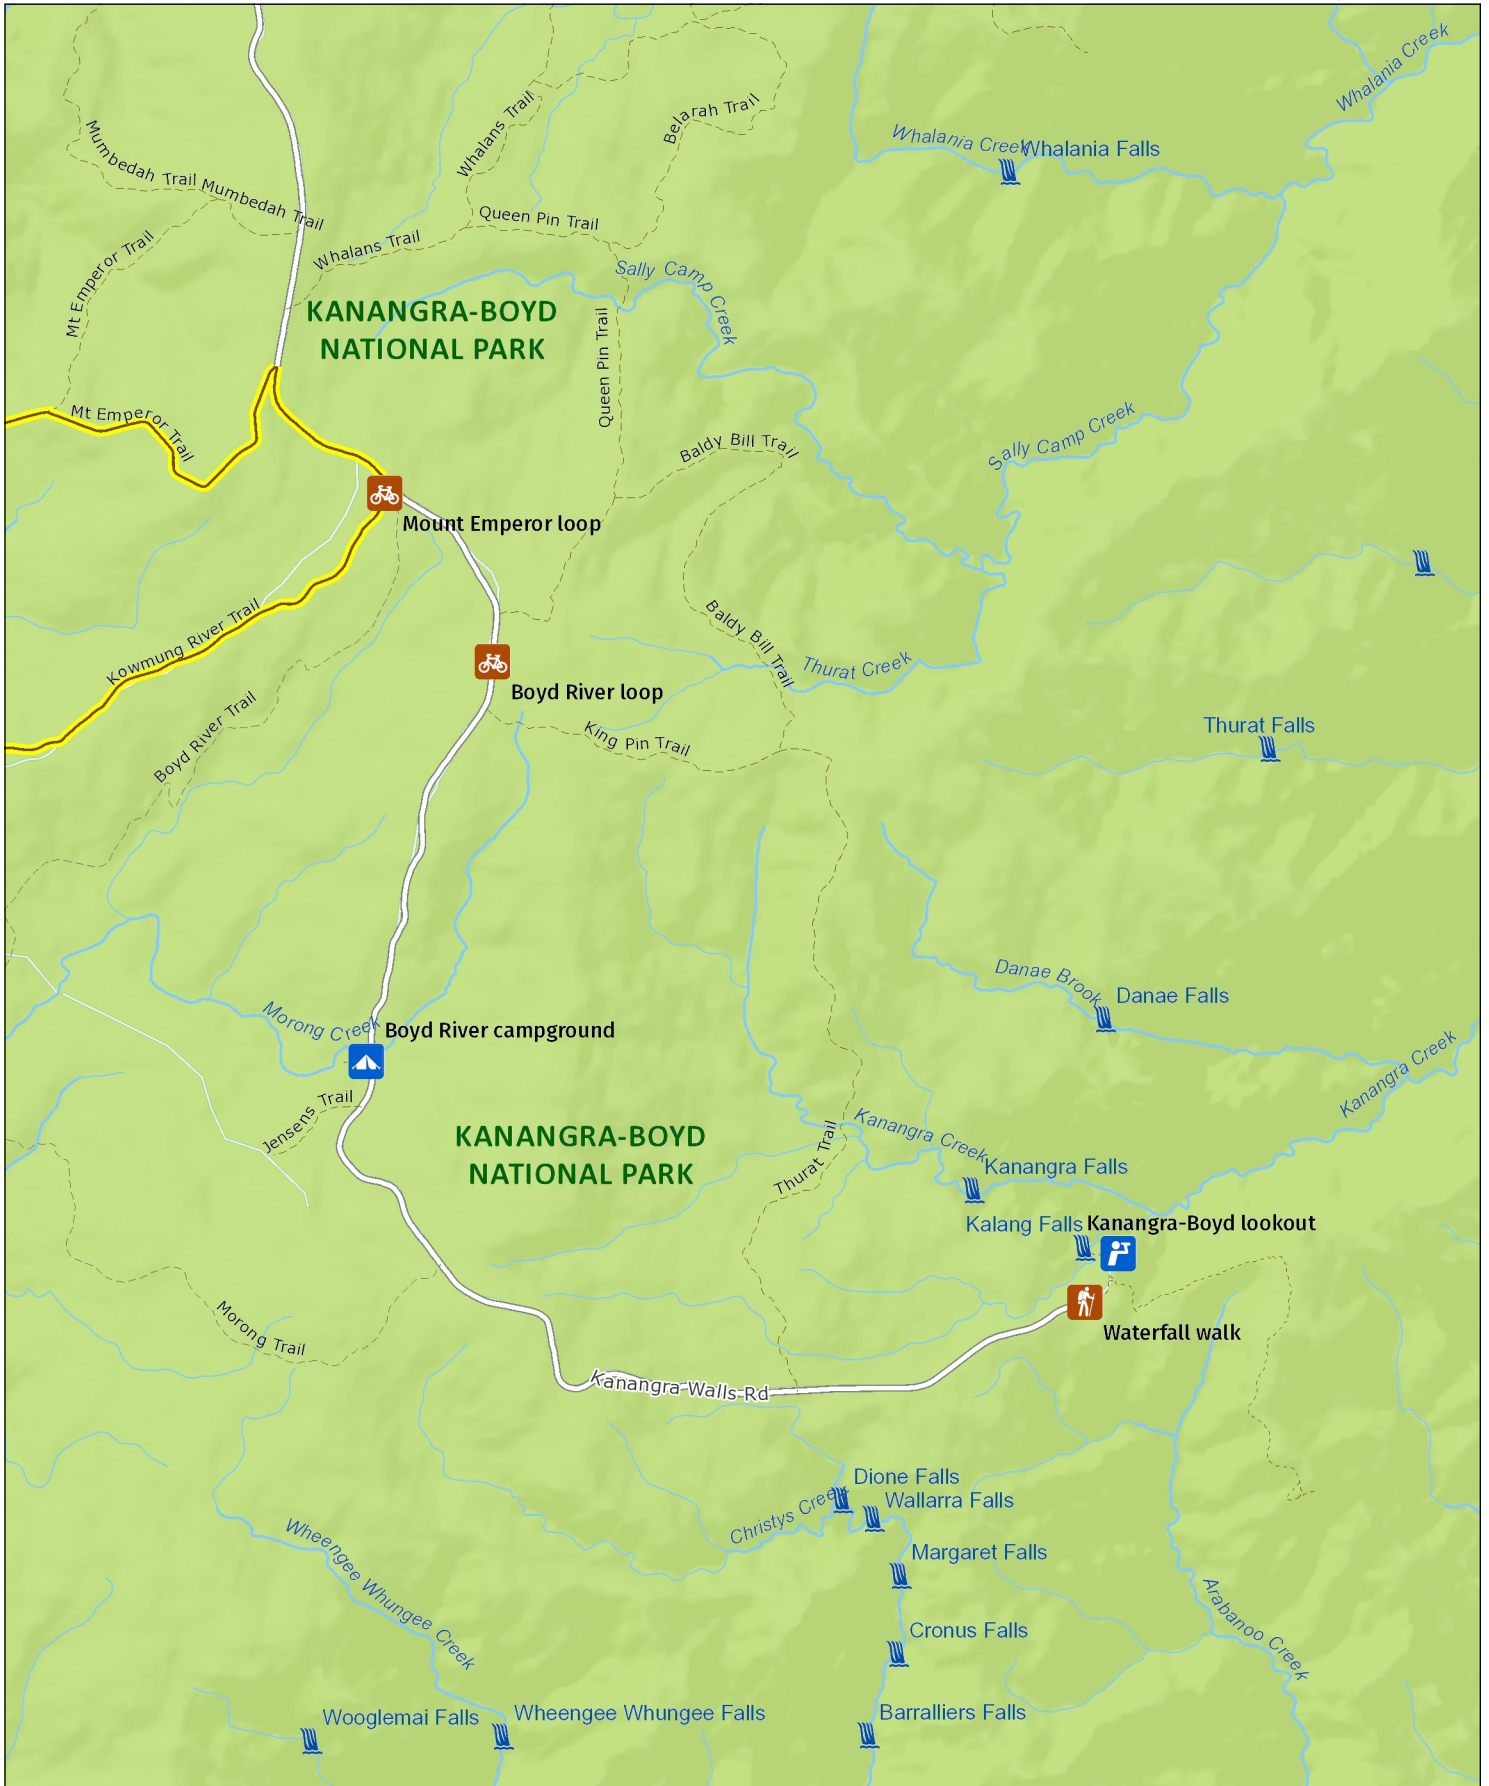 Whalania Creek
Whalans Trail
Belarah Trail
Mumbedah Trail
Mumbedah Trail
Whalania Creek
Whalania Falls
Queen Pin Trail
Mt Emperor Trail
Whalans Trail
Sally Camp Creek
KANANGRA-BOYD
NATIONAL PARK
Queen Pin Trail
Mt Emperor Trail
Baldy Bill Trail
Sally Camp Creek
Mount Emperor loop
Kowmung River Trail
Baldy Bill Trail
Thurat Creek
Boyd River loop
Boyd River Trail
King Pin Trail
Thurat Falls
Danae Brook
Danae Falls
Morong Creek
Boyd River campground
Kanangra Creek
Jensens Trail
KANANGRA-BOYD
NATIONAL PARK
Thurat Trail
Kanangra Creek
Kanangra Falls
Kalang Falls
Kanangra-Boyd lookout
Waterfall walk
Morong Trail
Kanangra Walls Rd
Dione Falls
Christys Creek
Wallarra Falls
Margaret Falls
Wheengee Whungee Creek
Arabanoo Creek
Cronus Falls
Wooglemai Falls
Wheengee Whungee Falls
Barralliers Falls